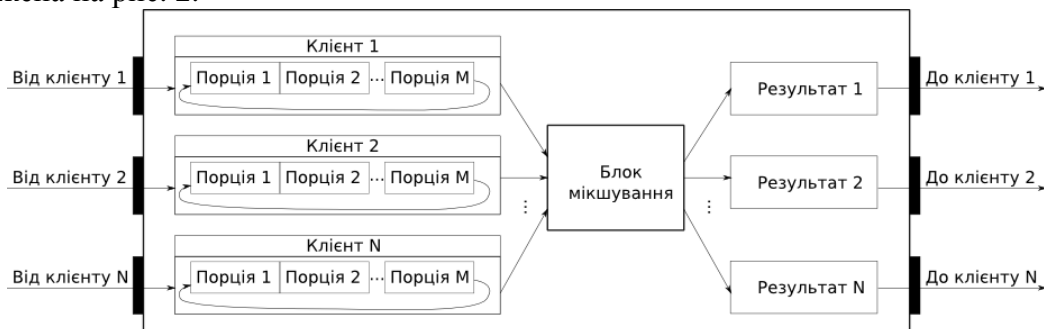 рис. 2.
Клієнт 1
Від клієнту 1
Порція 1 Порція 2 ... Порція М
Результат 1
До клієнту 1
Клієнт 2
Від клієнту 2
Порція 1 Порція 2 ... Порція М
Блок
мікшування
Результат 2
До клієнту 2
...
...
Клієнт N
Від клієнту N
Порція 1 Порція 2 ... Порція М
Результат N
До клієнту N